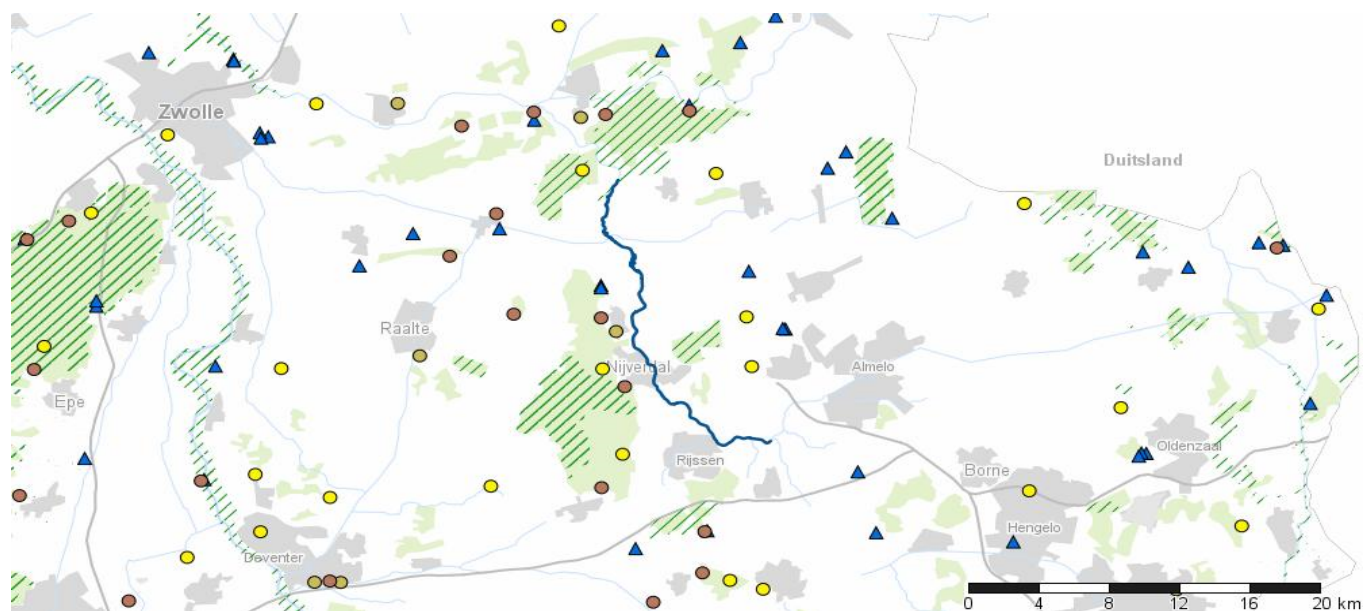 Zwolle
Duitsland
Raalte
Nijverdal
Almelo
Epe
Oldenzaal
Rijssen
Borne
Hengelo
Deventer
0 4 8 12 16 20 km